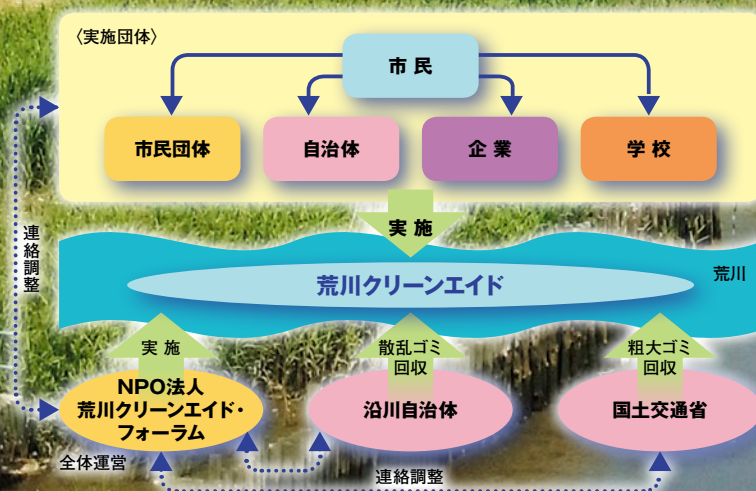 〈実施団体〉
市民
市民団体
自治体
企業
学校
実施
連絡調整
荒川クリーンエイド
荒川
実施
散乱ゴミ
回収
粗大ゴミ
回収
NPO法人
荒川クリーンエイド・
フォーラム
沿川自治体
国土交通省
全体運営
連絡調整